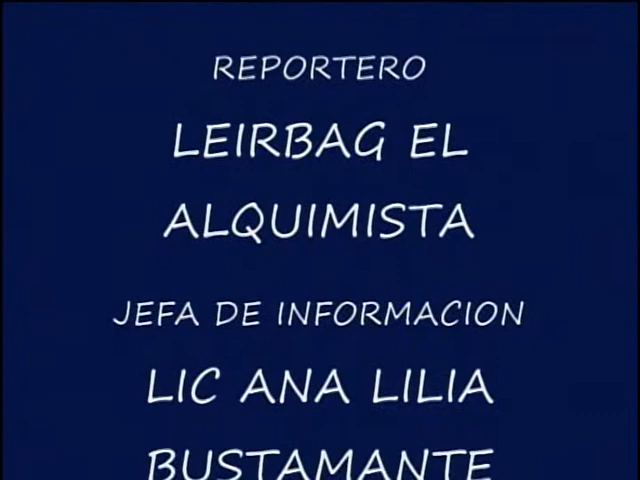 REPORTERO
LEIRBAG EL
ALQUIMISTA
JEFA DE INFORMACION
LIC ANA LILIA
BUSTAMANTE